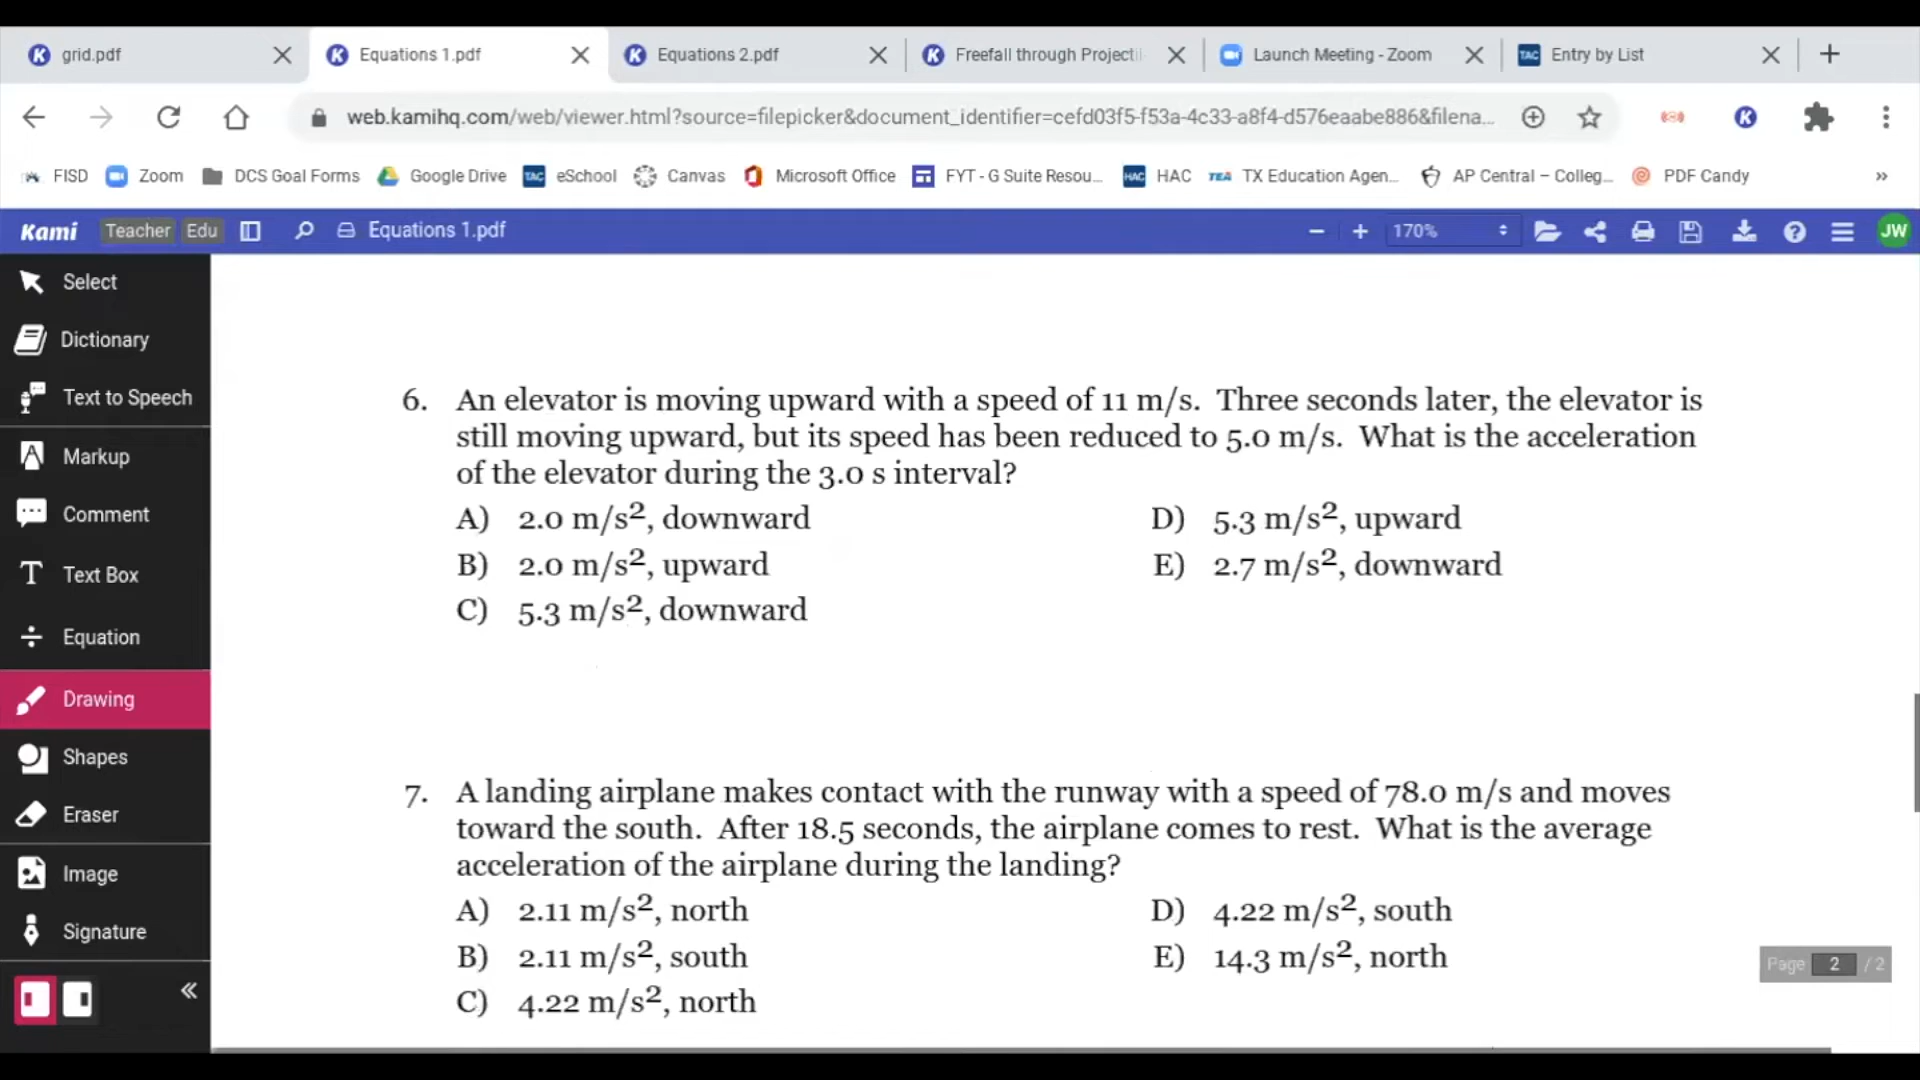 grid.pdf
Equations 1.pdf
Equations 2.pdf
Freefall through Projecti
Launch Meeting - Zoom
TAC Entry by List
web.kamihq.com/web/viewer.html?source=filepicker&document_identifier=cefd03f5-f53a-4c33-a8f4-d576eaabe886&filena...
FISD Zoom DCS Goal Forms Google Drive TAC eSchool Canvas Microsoft Office FYT - G Suite Resou... HAC HAC TEA TX Education Agen... AP Central – Colleg... PDF Candy »
Kami Teacher Edu Equations 1.pdf − + 170% JW
Select
Dictionary
Text to Speech
Markup
Comment
Text Box
Equation
Drawing
Shapes
Eraser
Image
Signature
6. An elevator is moving upward with a speed of 11 m/s. Three seconds later, the elevator is
still moving upward, but its speed has been reduced to 5.0 m/s. What is the acceleration
of the elevator during the 3.0 s interval?
A) 2.0 m/s², downward
D) 5.3 m/s², upward
B) 2.0 m/s², upward
E) 2.7 m/s², downward
C) 5.3 m/s², downward
7. A landing airplane makes contact with the runway with a speed of 78.0 m/s and moves
toward the south. After 18.5 seconds, the airplane comes to rest. What is the average
acceleration of the airplane during the landing?
A) 2.11 m/s², north
D) 4.22 m/s², south
B) 2.11 m/s², south
E) 14.3 m/s², north
C) 4.22 m/s², north
Page 2 / 2